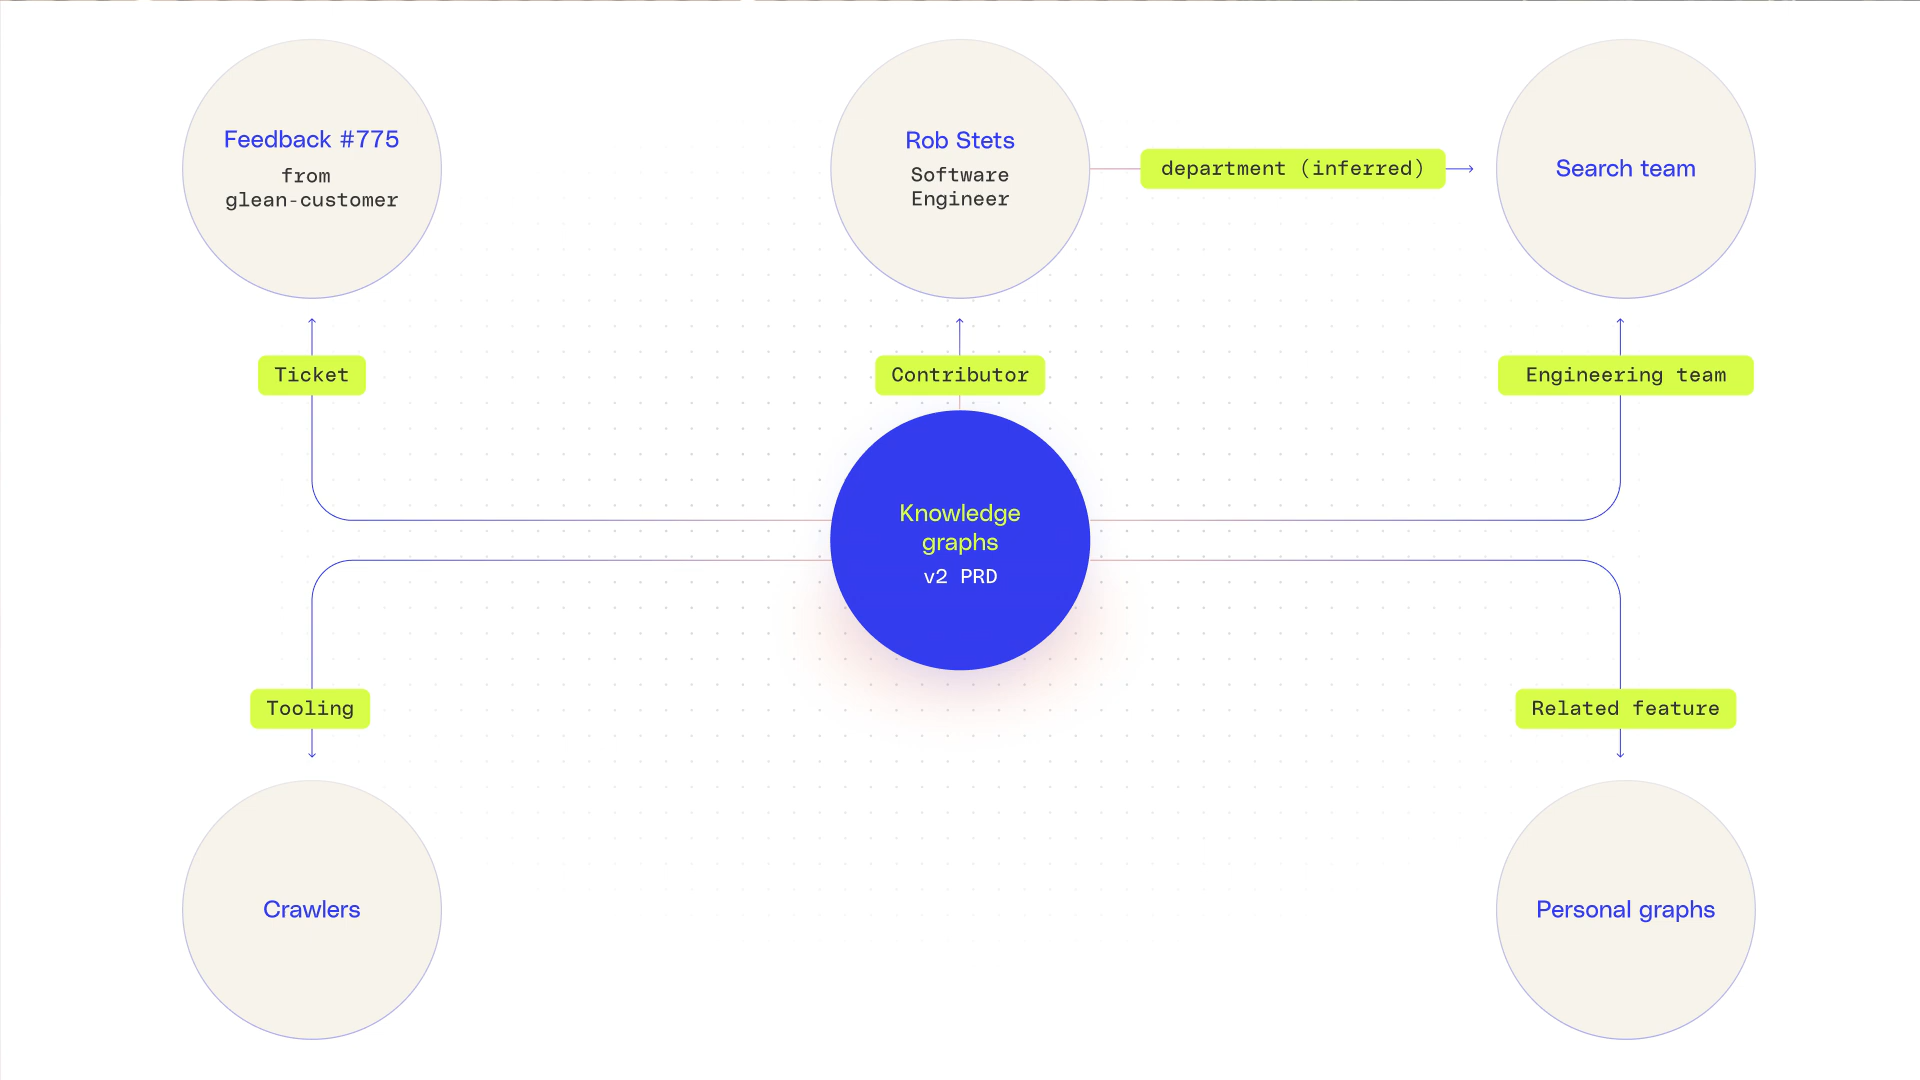 Feedback #775
from
glean-customer
Rob Stets
Software
Engineer
department (inferred)
Search team
Ticket
Contributor
Engineering team
Knowledge
graphs
v2 PRD
Tooling
Related feature
Crawlers
Personal graphs